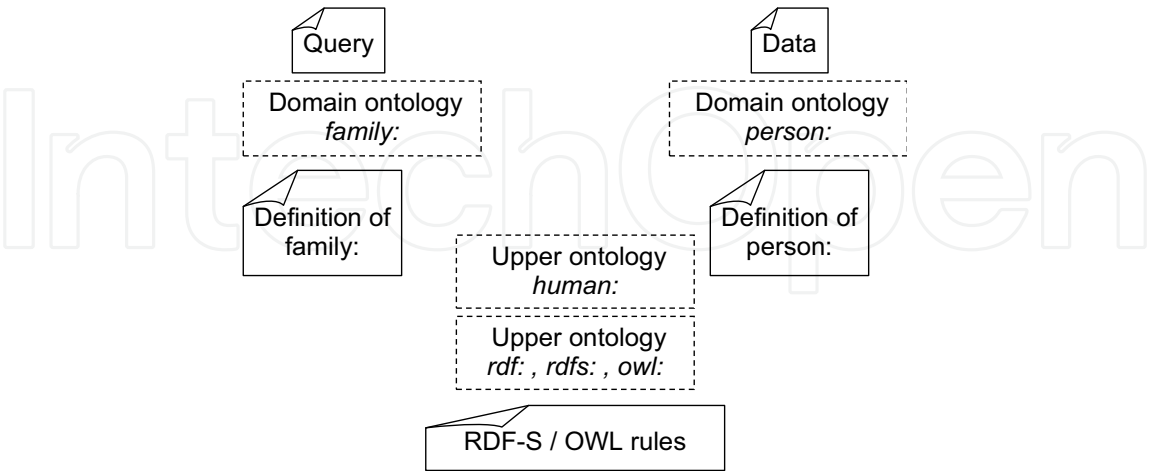 Query
Data
Domain ontology
family:
Domain ontology
person:
IntechOpen
Definition of
family:
Definition of
person:
Upper ontology
human:
Upper ontology
rdf: , rdfs: , owl:
RDF-S / OWL rules